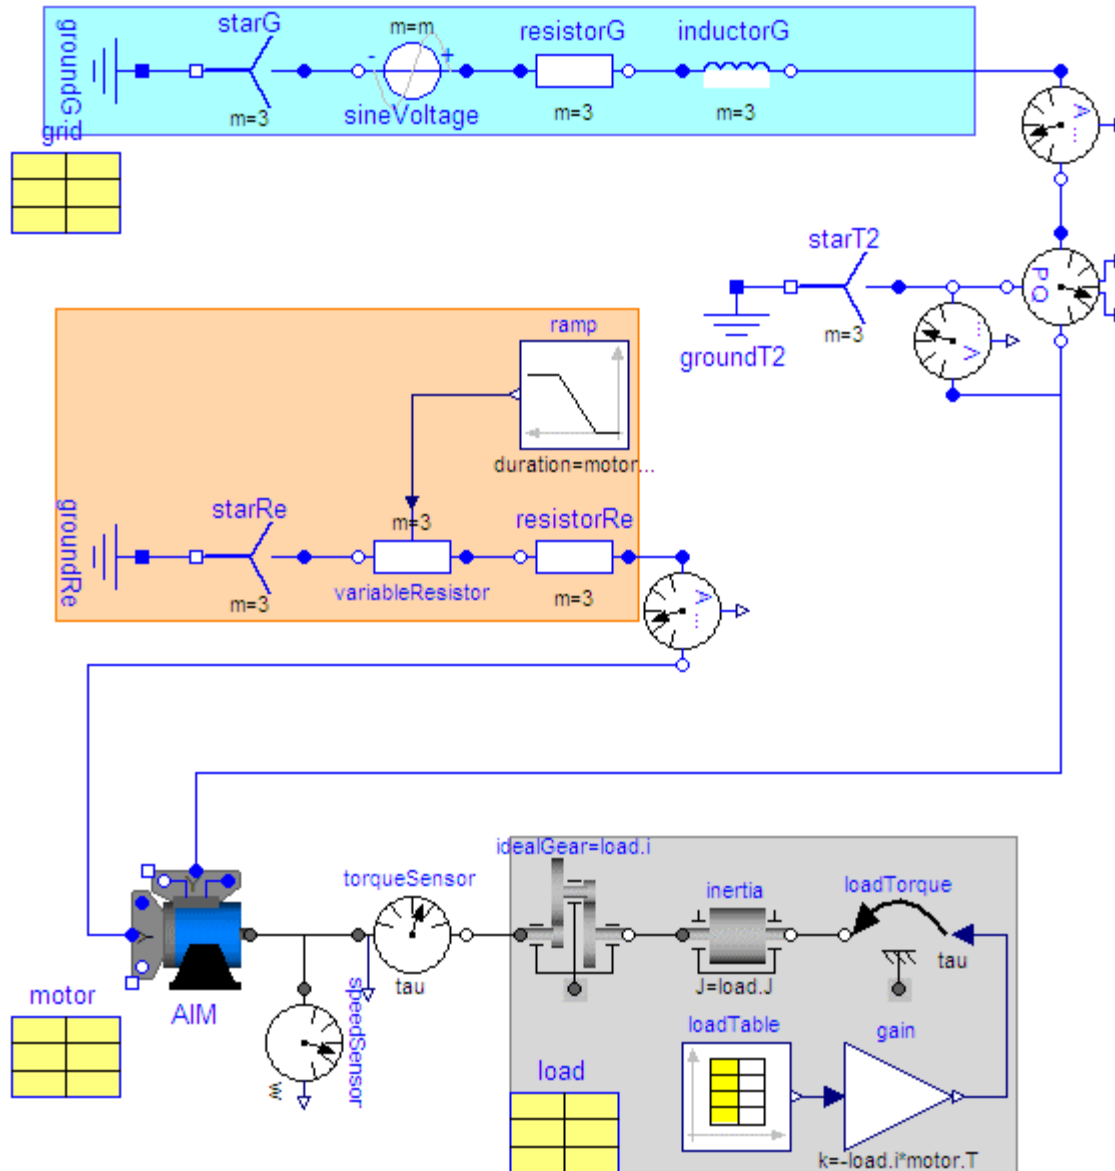 groundG
starG
m=3
m=m
- +
sineVoltage
resistorG
m=3
inductorG
m=3
grid
A
...
starT2
m=3
groundT2
PQ
...
V
ramp
duration=motor...
groundRe
starRe
m=3
m=3
variableResistor
resistorRe
m=3
A
...
motor
AIM
torqueSensor
tau
speedSensor
w
idealGear=load.i
inertia
J=load.J
loadTorque
tau
loadTable
gain
k=-load.i*motor.T
load